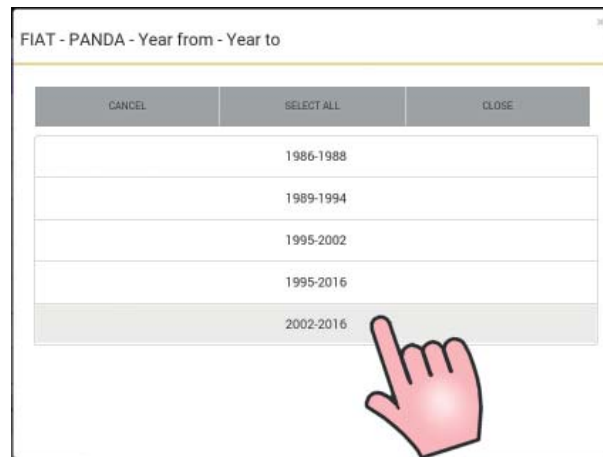 FIAT - PANDA - Year from - Year to
CANCEL SELECT ALL CLOSE
1986-1988
1989-1994
1995-2002
1995-2016
2002-2016